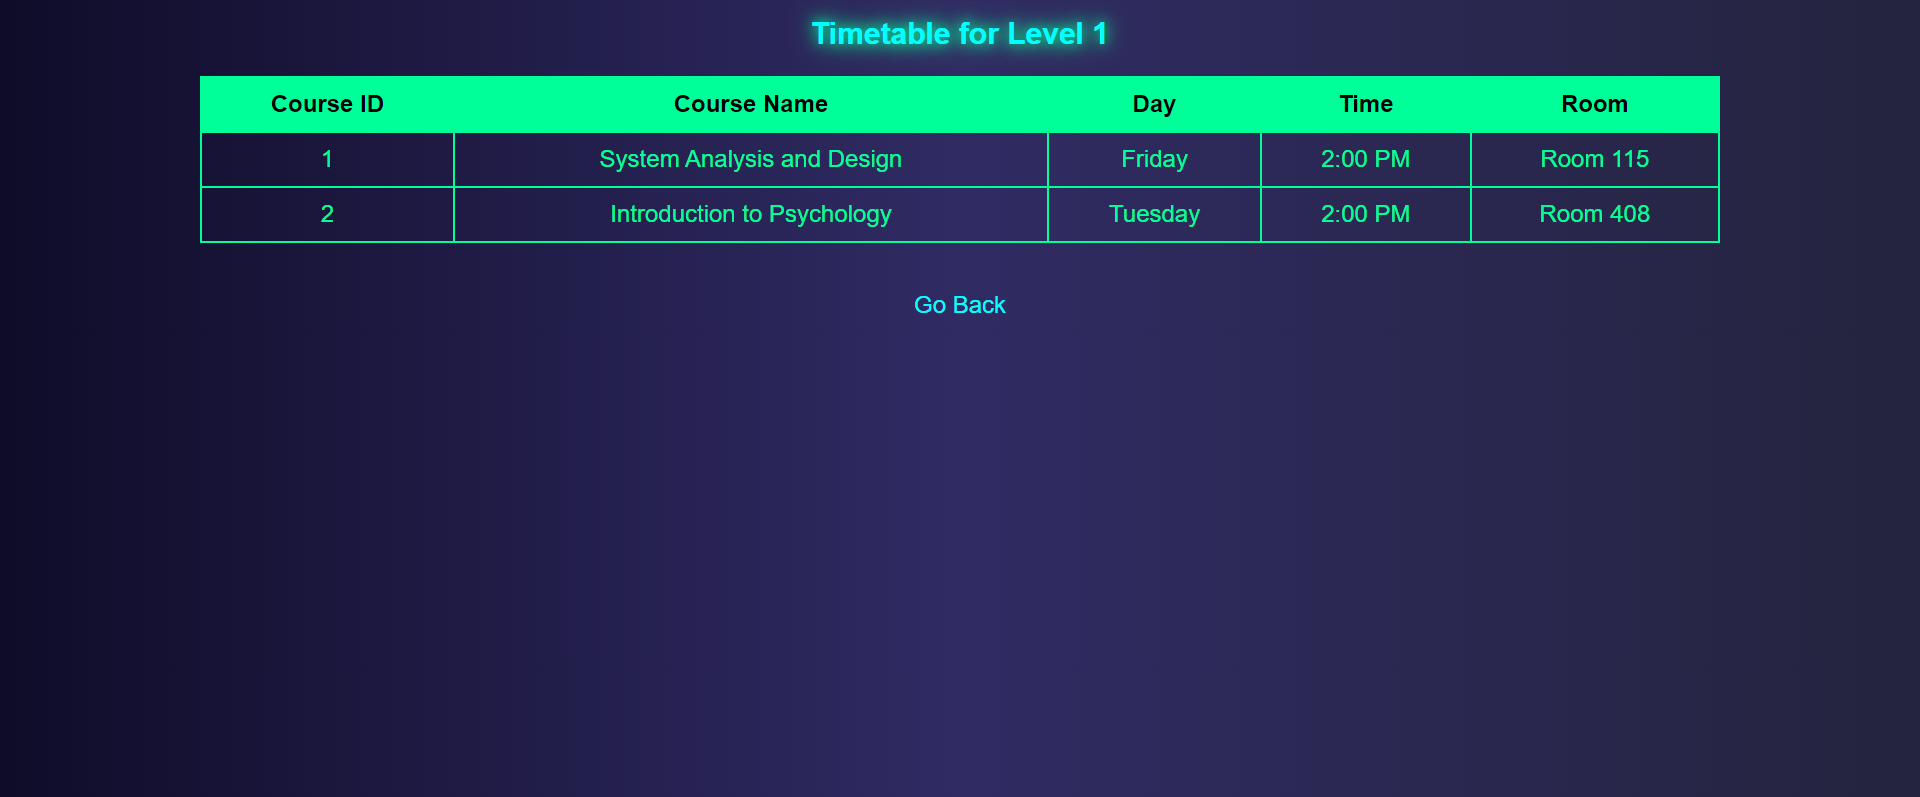 Timetable for Level 1
Course ID Course Name Day Time Room
1 System Analysis and Design Friday 2:00 PM Room 115
2 Introduction to Psychology Tuesday 2:00 PM Room 408
Go Back